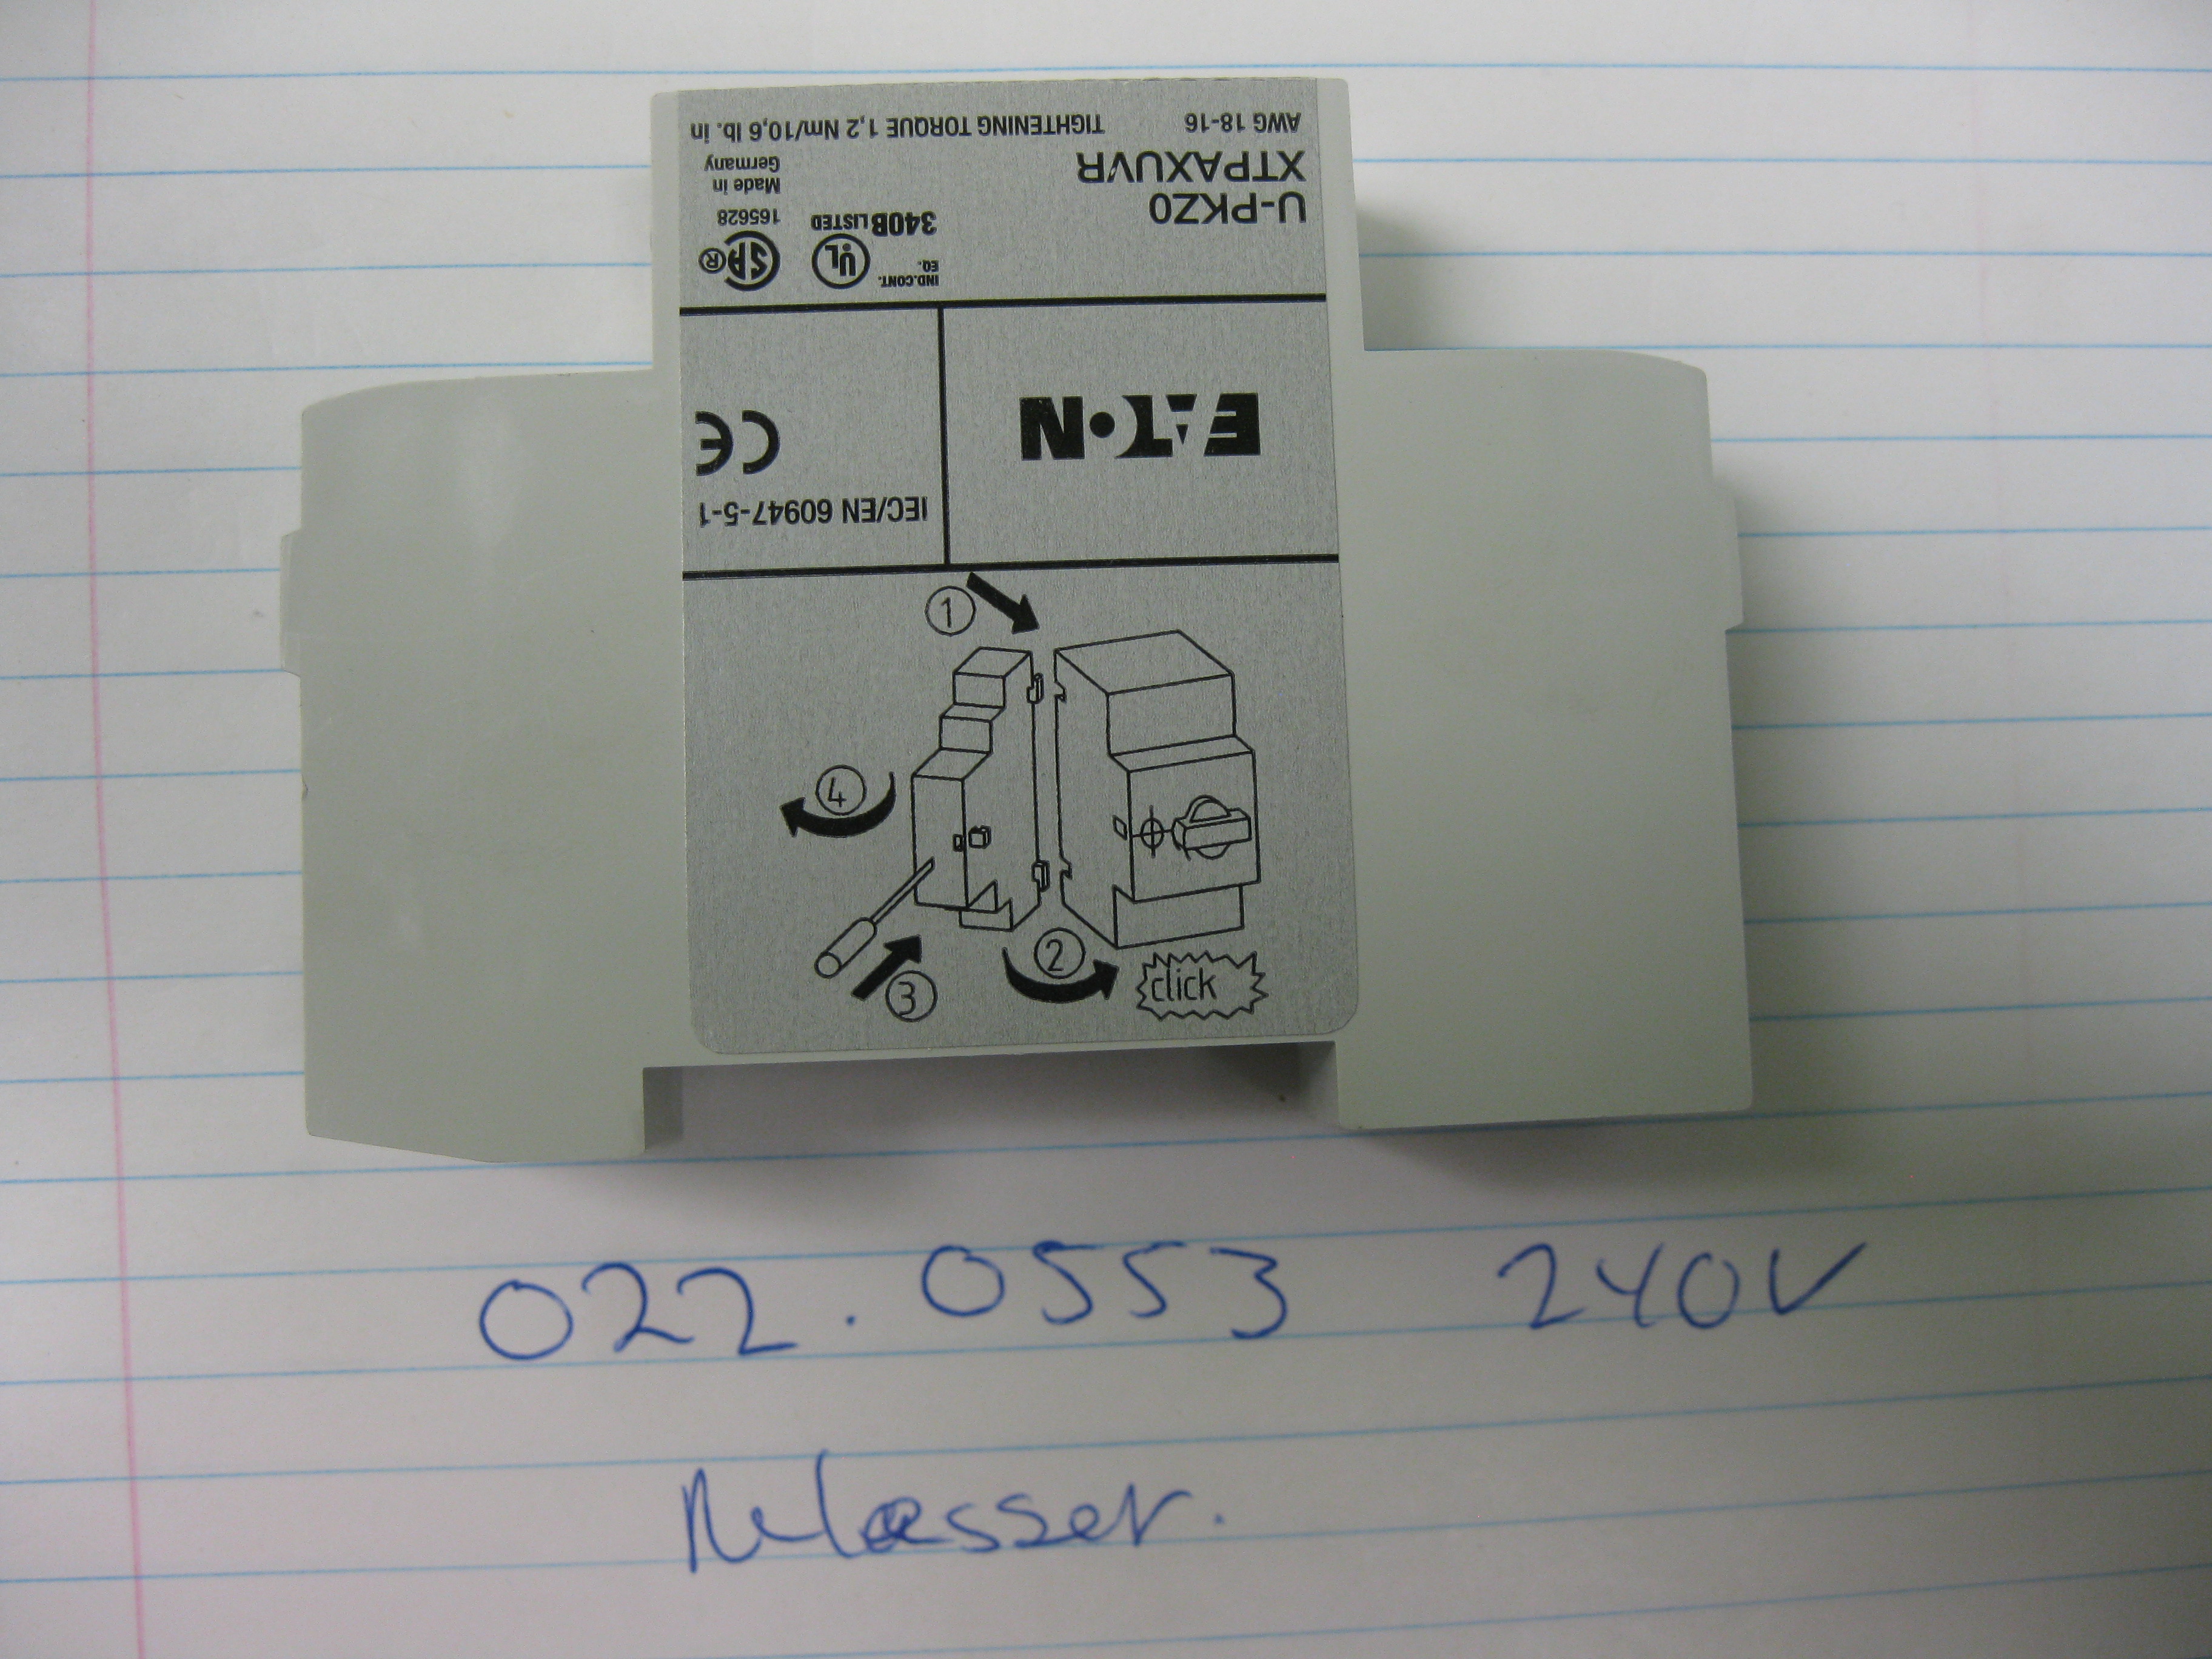 EATON
IEC/EN 60947-5-1
CE
U-PKZ0
XTPAXUVR
IND.CONT.
EQ.
UL
340B LISTED
SA ®
165628
Made in
Germany
AWG 18-16 TIGHTENING TORQUE 1,2 Nm/10,6 lb. in
1
4
2
3
click
022.0553 240V